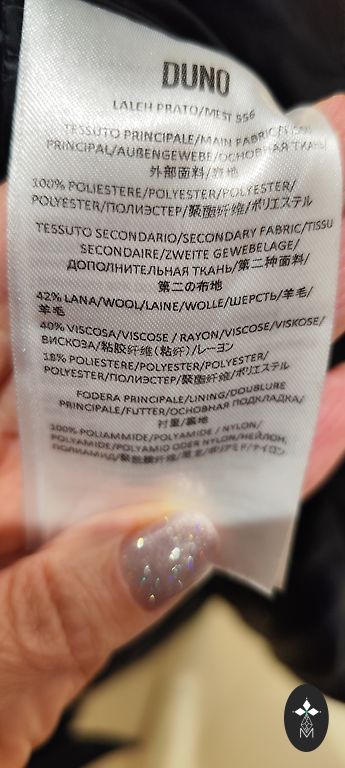 DUNO
LALEH PRATO/MEST 556
TESSUTO PRINCIPALE/MAIN FABRIC/TISSU
PRINCIPAL/AUßENGEWEBE/ОСНОВНАЯ ТКАНЬ/
外部面料/表地
100% POLIESTERE/POLYESTER/POLYESTER/
POLYESTER/ПОЛИЭСТЕР/聚酯纤维/ポリエステル
TESSUTO SECONDARIO/SECONDARY FABRIC/TISSU
SECONDAIRE/ZWEITE GEWEBELAGE/
ДОПОЛНИТЕЛЬНАЯ ТКАНЬ/第二种面料/
第二の布地
42% LANA/WOOL/LAINE/WOLLE/ШЕРСТЬ/羊毛/
羊毛
40% VISCOSA/VISCOSE / RAYON/VISCOSE/VISKOSE/
ВИСКОЗА/粘胶纤维(粘纤)/レーヨン
18% POLIESTERE/POLYESTER/POLYESTER/
POLYESTER/ПОЛИЭСТЕР/聚酯纤维/ポリエステル
FODERA PRINCIPALE/LINING/DOUBLURE
PRINCIPALE/FUTTER/ОСНОВНАЯ ПОДКЛАДКА/
衬里/裏地
100% POLIAMMIDE/POLYAMIDE / NYLON/
POLYAMIDE/POLYAMID ODER NYLON/НЕЙЛОН,
ПОЛИАМИД/
M